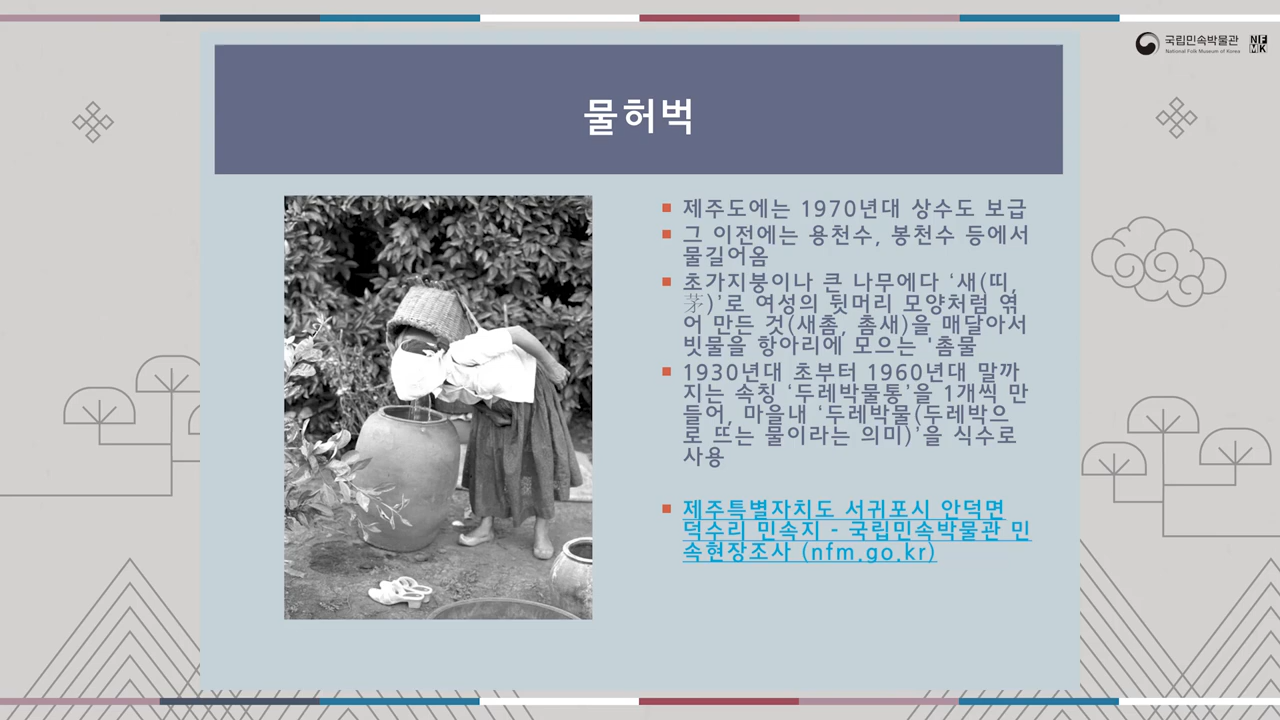 국립민속박물관
National Folk Museum of Korea
NF
MK
물허벅
제주도에는 1970년대 상수도 보급
그 이전에는 용천수, 봉천수 등에서
물길어옴
초가지붕이나 큰 나무에다 ‘새(띠,
茅)’로 여성의 뒷머리 모양처럼 엮
어 만든 것(새촘, 촘새)을 매달아서
빗물을 항아리에 모으는 '촘물
1930년대 초부터 1960년대 말까
지는 속칭 ‘두레박물통’을 1개씩 만
들어, 마을내 ‘두레박물(두레박으
로 뜨는 물이라는 의미)’을 식수로
사용
제주특별자치도 서귀포시 안덕면
덕수리 민속지 - 국립민속박물관 민
속현장조사 (nfm.go.kr)